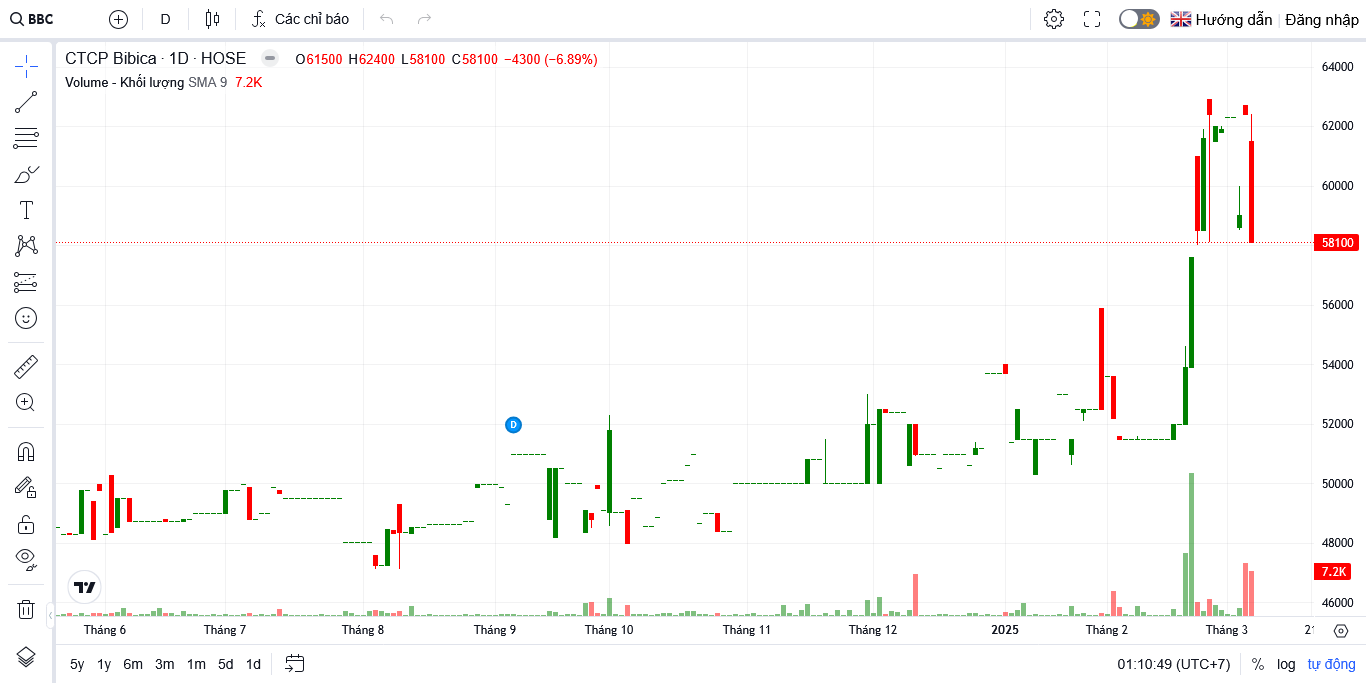 BBC D Các chỉ báo Hướng dẫn Đăng nhập
CTCP Bibica · 1D · HOSE O61500 H62400 L58100 C58100 −4300 (−6.89%)
Volume - Khối lượng SMA 9 7.2K
64000
62000
60000
58100
56000
54000
52000
D
50000
48000
7.2K
46000
Tháng 6 Tháng 7 Tháng 8 Tháng 9 Tháng 10 Tháng 11 Tháng 12 2025 Tháng 2 Tháng 3 21
5y 1y 6m 3m 1m 5d 1d 01:10:49 (UTC+7) % log tự động